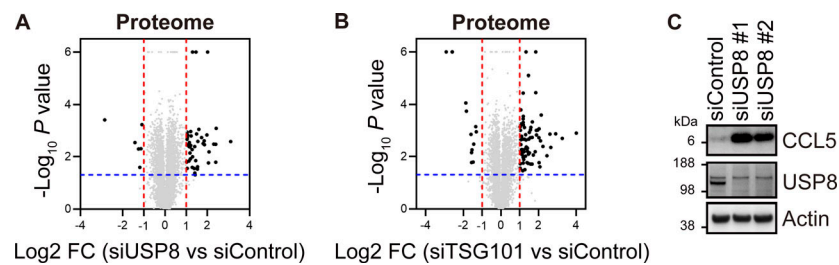 A
Proteome
-Log10 P value
6
4
2
0
-4
-2
-1
0
1
2
4
Log2 FC (siUSP8 vs siControl)
B
Proteome
-Log10 P value
6
4
2
0
-4
-2
-1
0
1
2
4
Log2 FC (siTSG101 vs siControl)
C
siControl
siUSP8 #1
siUSP8 #2
kDa
6
CCL5
188
98
USP8
38
Actin